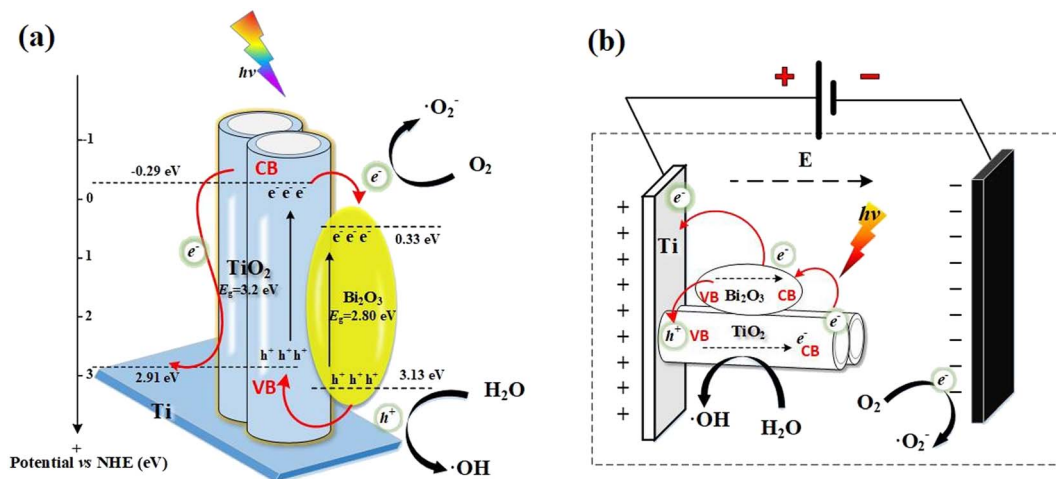 (a)
hν
-1
0
1
2
3
+
Potential vs NHE (eV)
-0.29 eV
CB
e⁻ e⁻ e⁻
e⁻
·O₂⁻
O₂
e⁻
e⁻ e⁻ e⁻
0.33 eV
TiO₂
Eg=3.2 eV
Bi₂O₃
Eg=2.80 eV
h⁺ h⁺ h⁺
2.91 eV
VB
h⁺ h⁺ h⁺
3.13 eV
H₂O
h⁺
·OH
Ti
(b)
+ −
E
hν
e⁻
Ti
e⁻
VB Bi₂O₃ CB
e⁻
h⁺ VB TiO₂ e⁻ CB
·OH
H₂O
e⁻
O₂
·O₂⁻